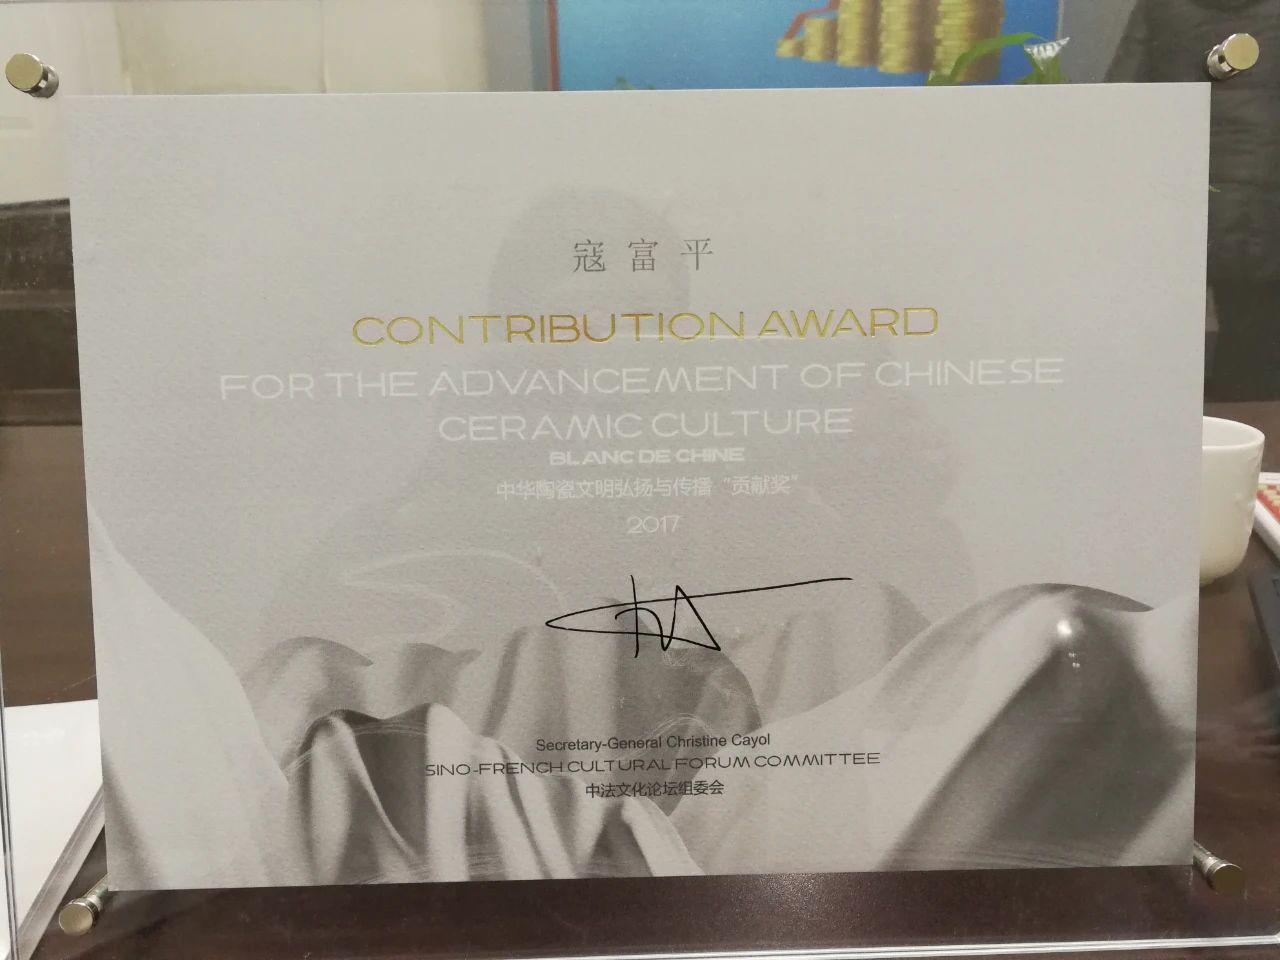 寇富平
CONTRIBUTION AWARD
FOR THE ADVANCEMENT OF CHINESE
CERAMIC CULTURE
BLANC DE CHINE
中华陶瓷文明弘扬与传播“贡献奖”
2017
Secretary-General Christine Cayol
SINO-FRENCH CULTURAL FORUM COMMITTEE
中法文化论坛组委会